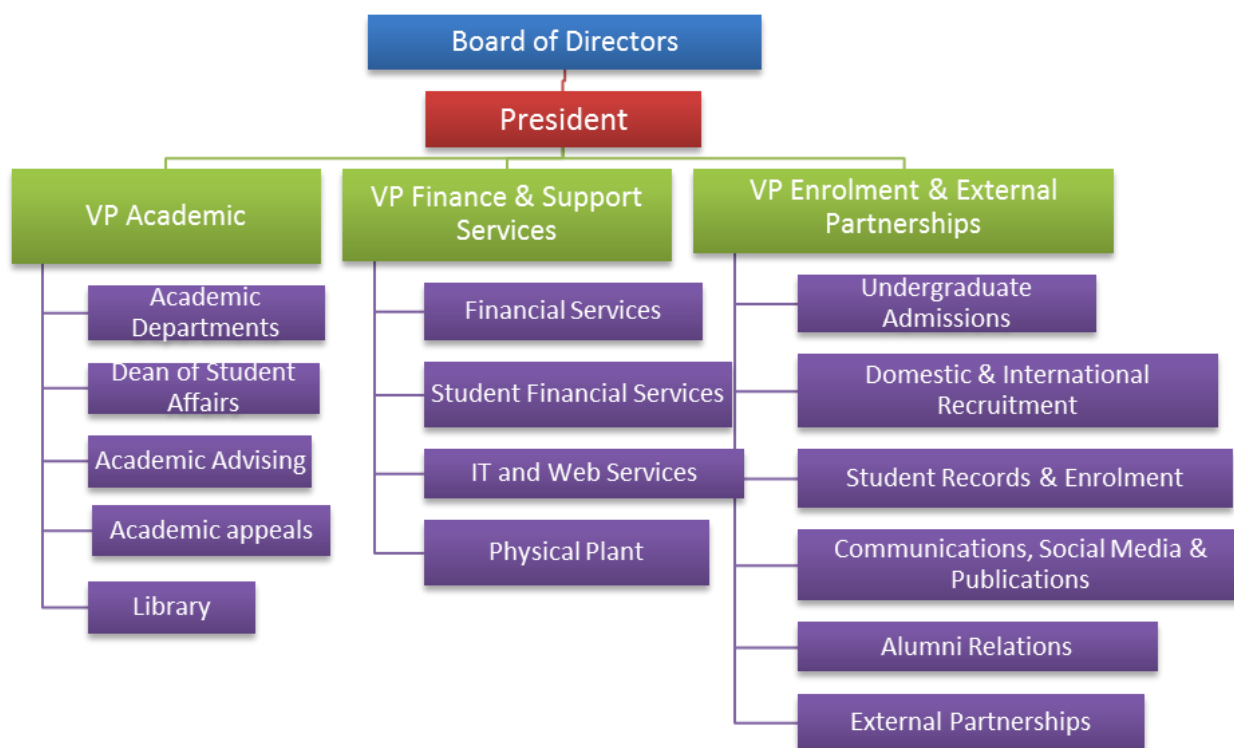 Board of Directors
President
VP Academic
VP Finance & Support
Services
VP Enrolment & External
Partnerships
Academic
Departments
Dean of Student
Affairs
Academic Advising
Academic appeals
Library
Financial Services
Student Financial Services
IT and Web Services
Physical Plant
Undergraduate
Admissions
Domestic & International
Recruitment
Student Records & Enrolment
Communications, Social Media &
Publications
Alumni Relations
External Partnerships